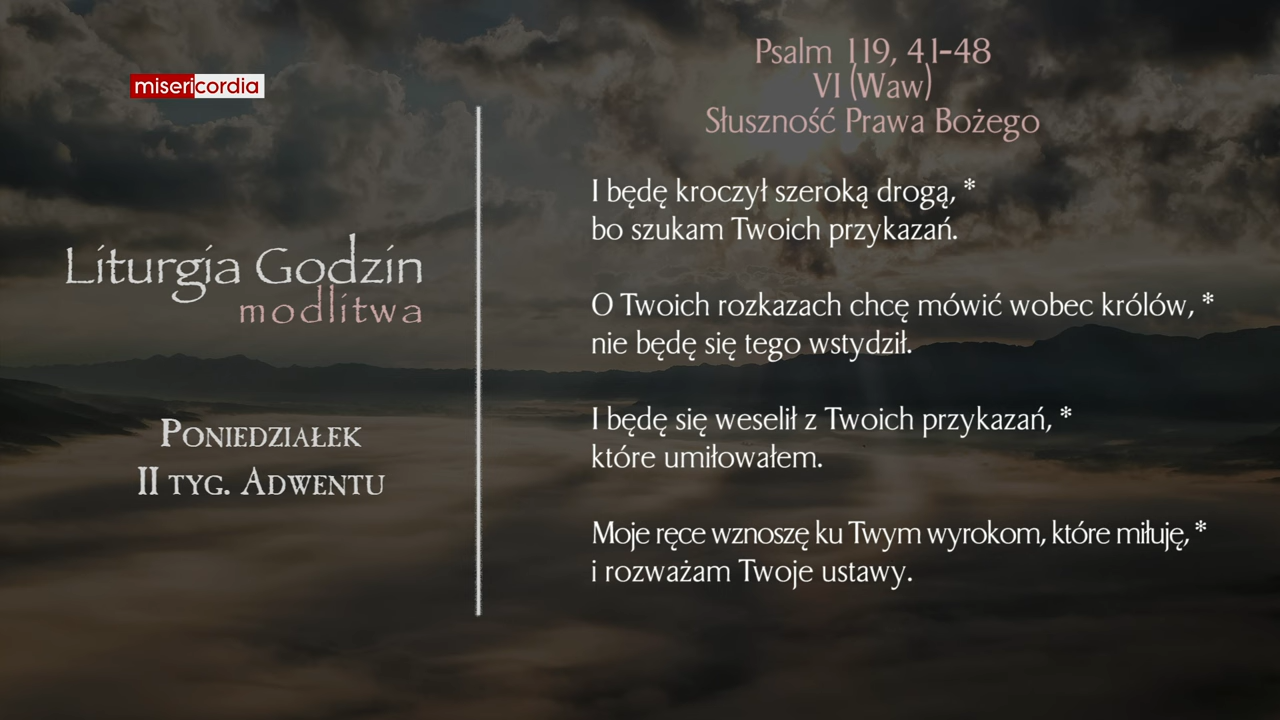 misericordia
Liturgia Godzin
modlitwa
Poniedziałek
II tyg. Adwentu
Psalm 119, 41-48
VI (Waw)
Słuszność Prawa Bożego
I będę kroczył szeroką drogą, *
bo szukam Twoich przykazań.
O Twoich rozkazach chcę mówić wobec królów, *
nie będę się tego wstydził.
I będę się weselił z Twoich przykazań, *
które umiłowałem.
Moje ręce wznoszę ku Twym wyrokom, które miłuję, *
i rozważam Twoje ustawy.